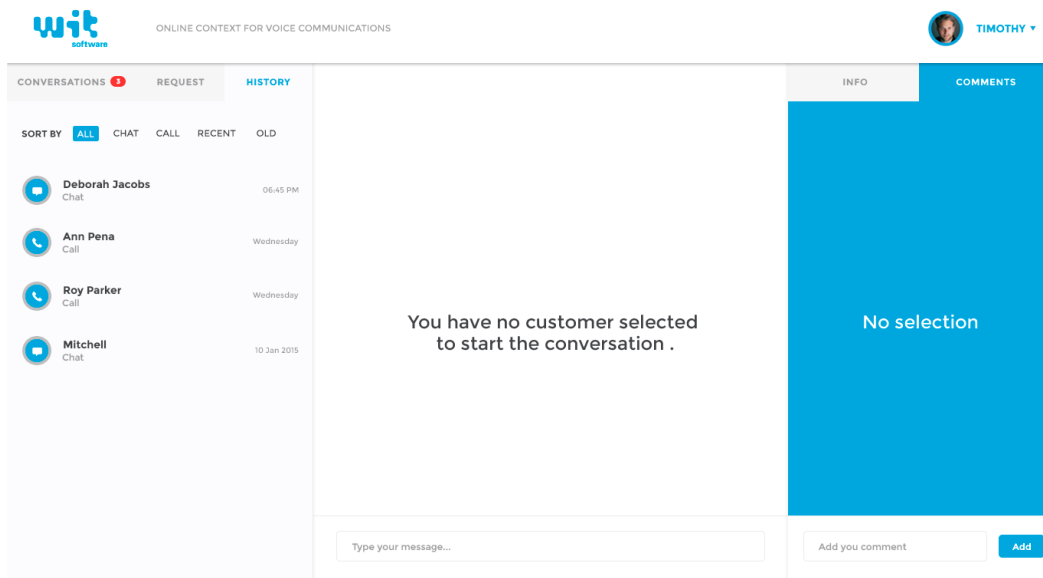 wit
software
ONLINE CONTEXT FOR VOICE COMMUNICATIONS
TIMOTHY
CONVERSATIONS 3 REQUEST HISTORY
INFO COMMENTS
SORT BY ALL CHAT CALL RECENT OLD
Deborah Jacobs
Chat
06:45 PM
Ann Pena
Call
Wednesday
Roy Parker
Call
Wednesday
Mitchell
Chat
10 Jan 2015
You have no customer selected
to start the conversation .
No selection
Type your message...
Add you comment
Add